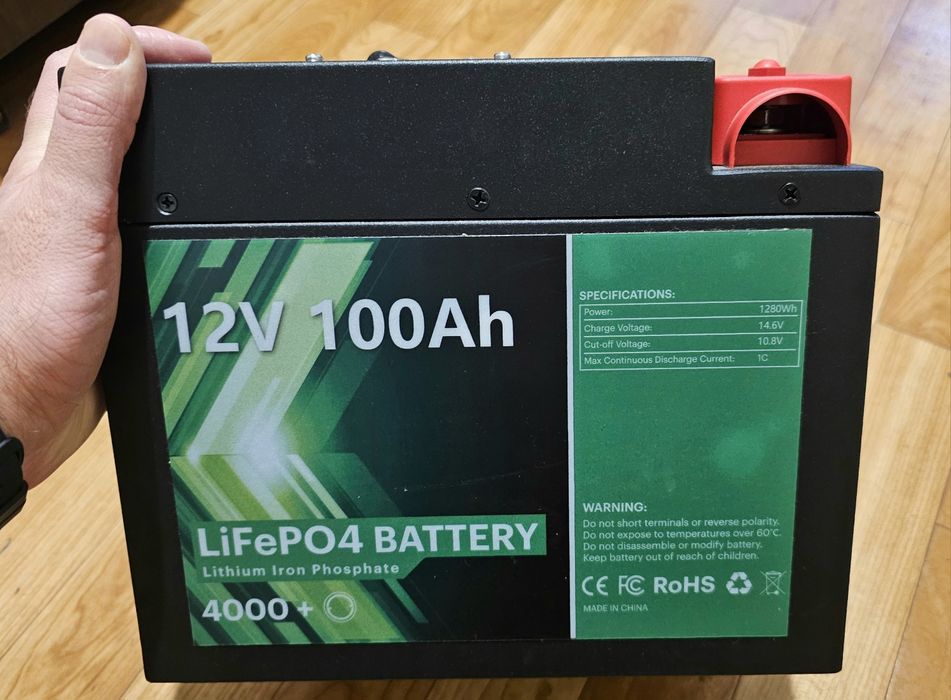 12V 100Ah
LiFePO4 BATTERY
Lithium Iron Phosphate
4000+
SPECIFICATIONS:
Power: 1280Wh
Charge Voltage: 14.6V
Cut-off Voltage: 10.8V
Max Continuous Discharge Current: 1C
WARNING:
Do not short terminals or reverse polarity.
Do not expose to temperatures over 60°C.
Do not disassemble or modify battery.
Keep battery out of reach of children.
CE FC RoHS
MADE IN CHINA